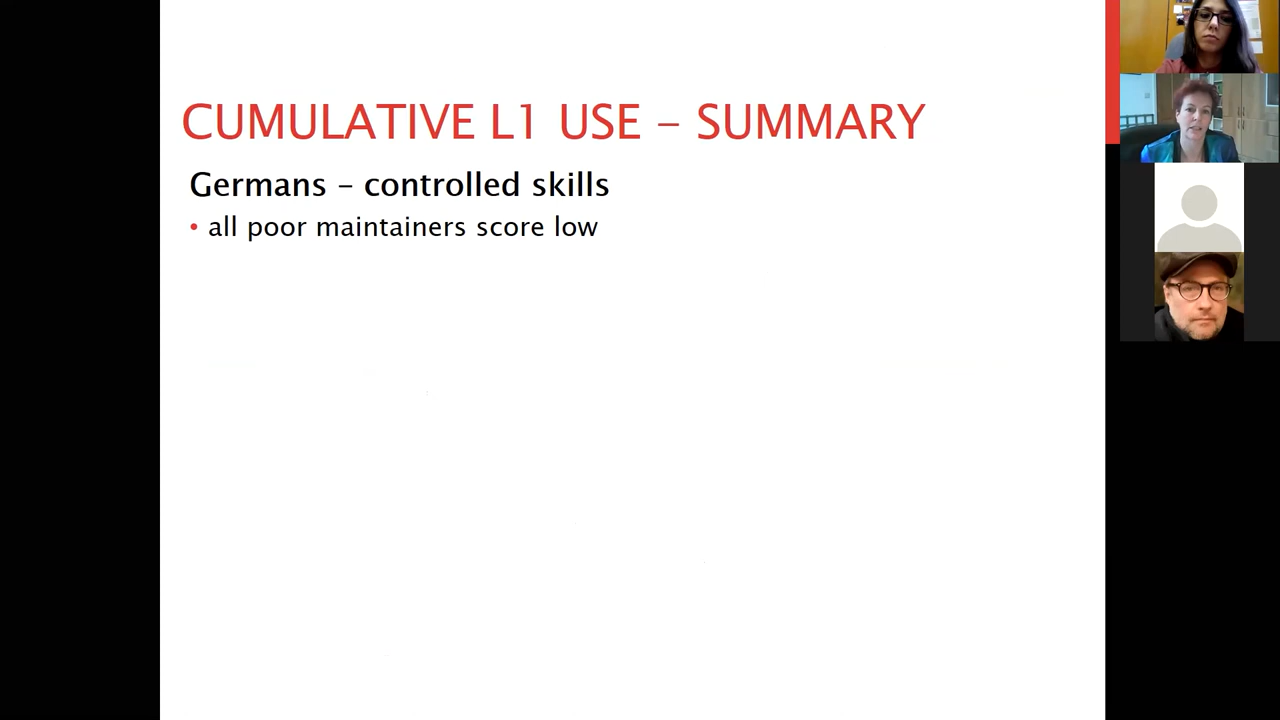 CUMULATIVE L1 USE – SUMMARY
Germans – controlled skills
• all poor maintainers score low